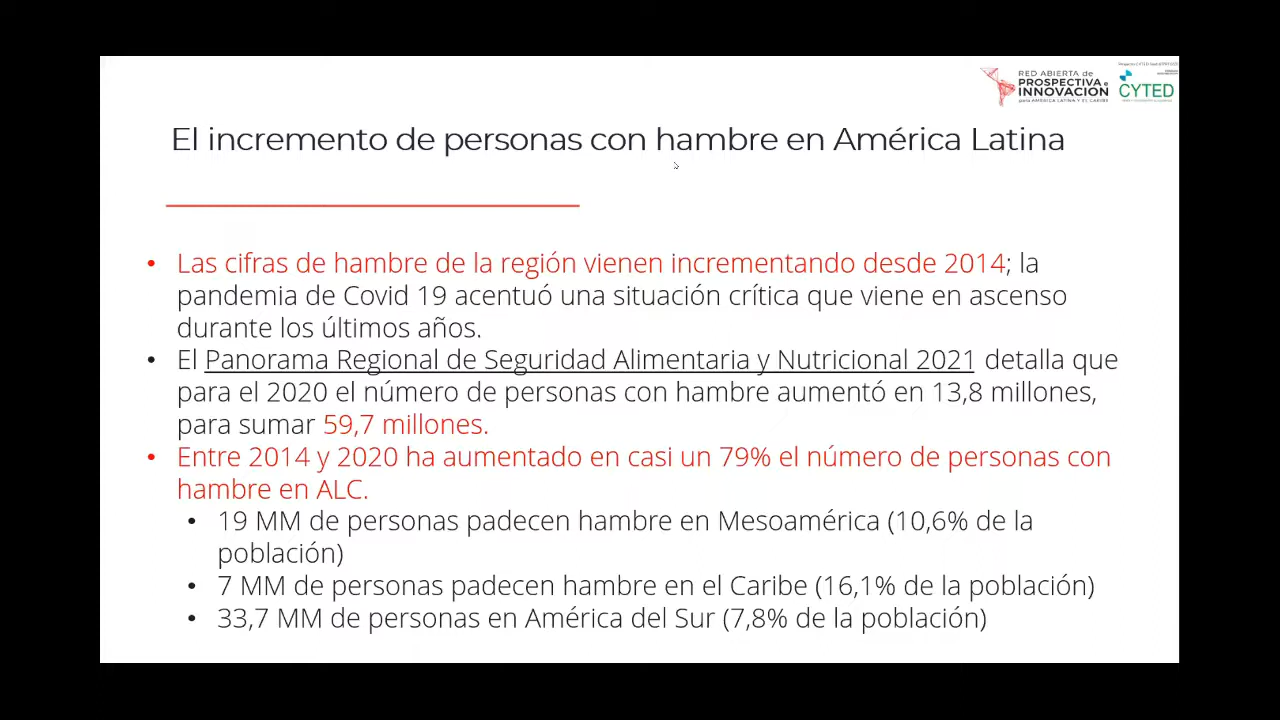 RED ABIERTA de
PROSPECTIVA e
INNOVACIÓN
para AMÉRICA LATINA Y EL CARIBE
CYTED
El incremento de personas con hambre en América Latina
• Las cifras de hambre de la región vienen incrementando desde 2014; la
pandemia de Covid 19 acentuó una situación crítica que viene en ascenso
durante los últimos años.
• El Panorama Regional de Seguridad Alimentaria y Nutricional 2021 detalla que
para el 2020 el número de personas con hambre aumentó en 13,8 millones,
para sumar 59,7 millones.
• Entre 2014 y 2020 ha aumentado en casi un 79% el número de personas con
hambre en ALC.
• 19 MM de personas padecen hambre en Mesoamérica (10,6% de la
población)
• 7 MM de personas padecen hambre en el Caribe (16,1% de la población)
• 33,7 MM de personas en América del Sur (7,8% de la población)